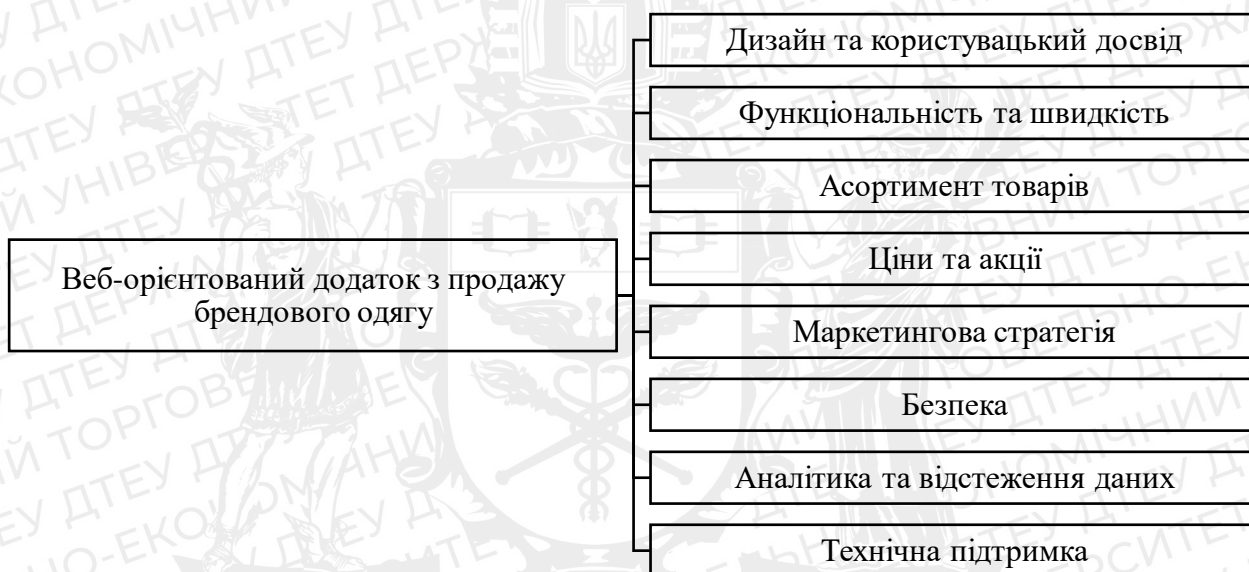 Веб-орієнтований додаток з продажу
брендового одягу
Дизайн та користувацький досвід
Функціональність та швидкість
Асортимент товарів
Ціни та акції
Маркетингова стратегія
Безпека
Аналітика та відстеження даних
Технічна підтримка